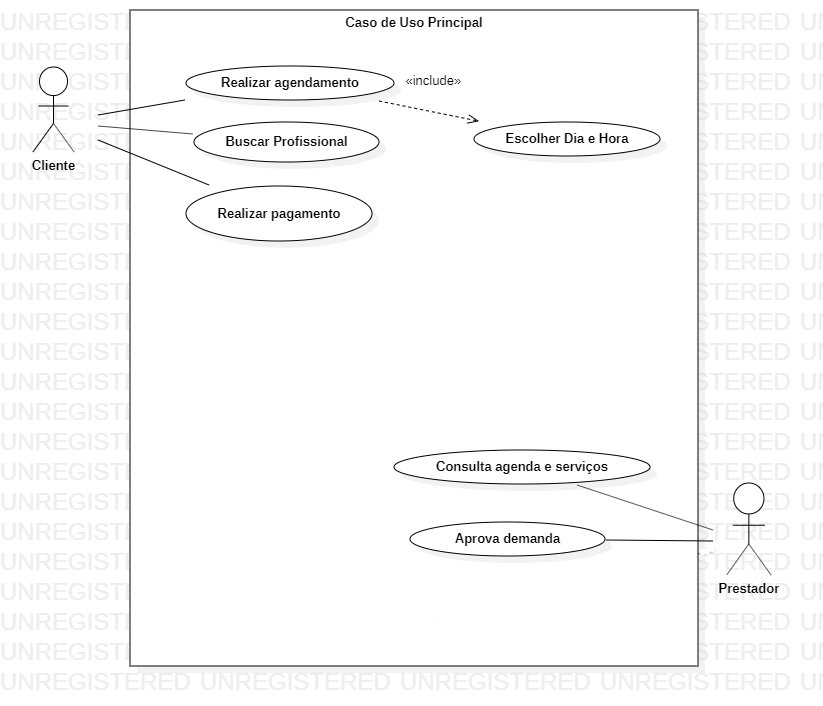 Caso de Uso Principal
Realizar agendamento
«include»
Buscar Profissional
Escolher Dia e Hora
Cliente
Realizar pagamento
Consulta agenda e serviços
Aprova demanda
Prestador
UNREGISTERED UNREGISTERED UNREGISTERED UNREGISTERED UN